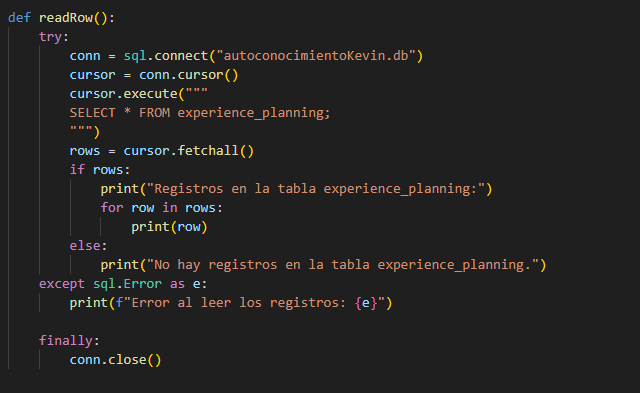 def readRow():
    try:
        conn = sql.connect("autoconocimientoKevin.db")
        cursor = conn.cursor()
        cursor.execute("""
        SELECT * FROM experience_planning;
        """)
        rows = cursor.fetchall()
        if rows:
            print("Registros en la tabla experience_planning:")
            for row in rows:
                print(row)
        else:
            print("No hay registros en la tabla experience_planning.")
    except sql.Error as e:
        print(f"Error al leer los registros: {e}")

    finally:
        conn.close()